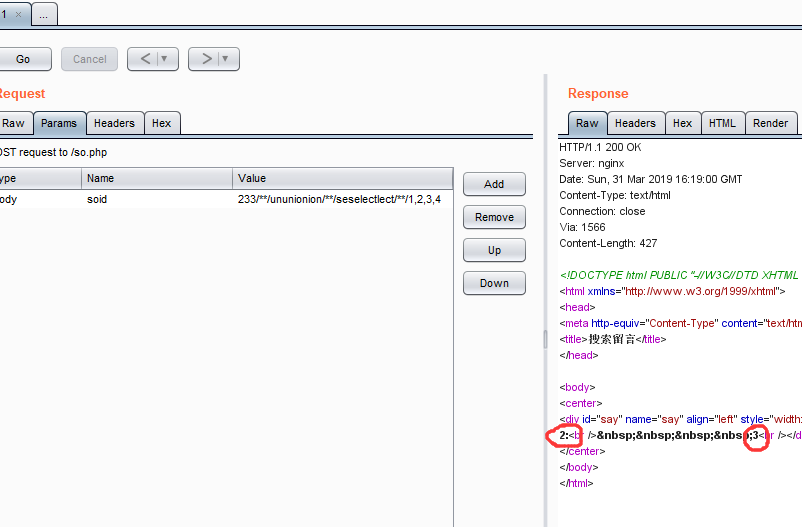 1 × ...
Go Cancel < ▼ > ▼
Request
Raw Params Headers Hex
OST request to /so.php
ype Name Value
ody soid 233/**/ununionion/**/seselectlect/**/1,2,3,4
Add
Remove
Up
Down
Response
Raw Headers Hex HTML Render
HTTP/1.1 200 OK
Server: nginx
Date: Sun, 31 Mar 2019 16:19:00 GMT
Content-Type: text/html
Connection: close
Via: 1566
Content-Length: 427
<!DOCTYPE html PUBLIC "-//W3C//DTD XHTML
<html xmlns="http://www.w3.org/1999/xhtml">
<head>
<meta http-equiv="Content-Type" content="text/htm
<title>搜索留言</title>
</head>
<body>
<center>
<div id="say" name="say" align="left" style="width:
2:<br />&nbsp;&nbsp;&nbsp;&nbsp;3<br /></d
</center>
</body>
</html>